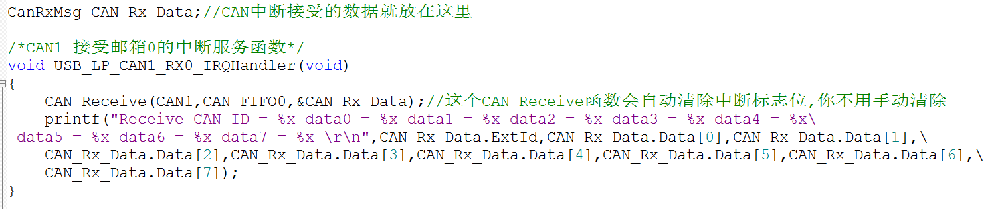 CanRxMsg CAN_Rx_Data;//CAN中断接受的数据就放在这里
/*CAN1 接受邮箱0的中断服务函数*/
void USB_LP_CAN1_RX0_IRQHandler(void)
{
    CAN_Receive(CAN1,CAN_FIFO0,&CAN_Rx_Data);//这个CAN_Receive函数会自动清除中断标志位,你不用手动清除
    printf("Receive CAN ID = %x data0 = %x data1 = %x data2 = %x data3 = %x data4 = %x\
 data5 = %x data6 = %x data7 = %x \r\n",CAN_Rx_Data.ExtId,CAN_Rx_Data.Data[0],CAN_Rx_Data.Data[1],\
    CAN_Rx_Data.Data[2],CAN_Rx_Data.Data[3],CAN_Rx_Data.Data[4],CAN_Rx_Data.Data[5],CAN_Rx_Data.Data[6],\
    CAN_Rx_Data.Data[7]);
}